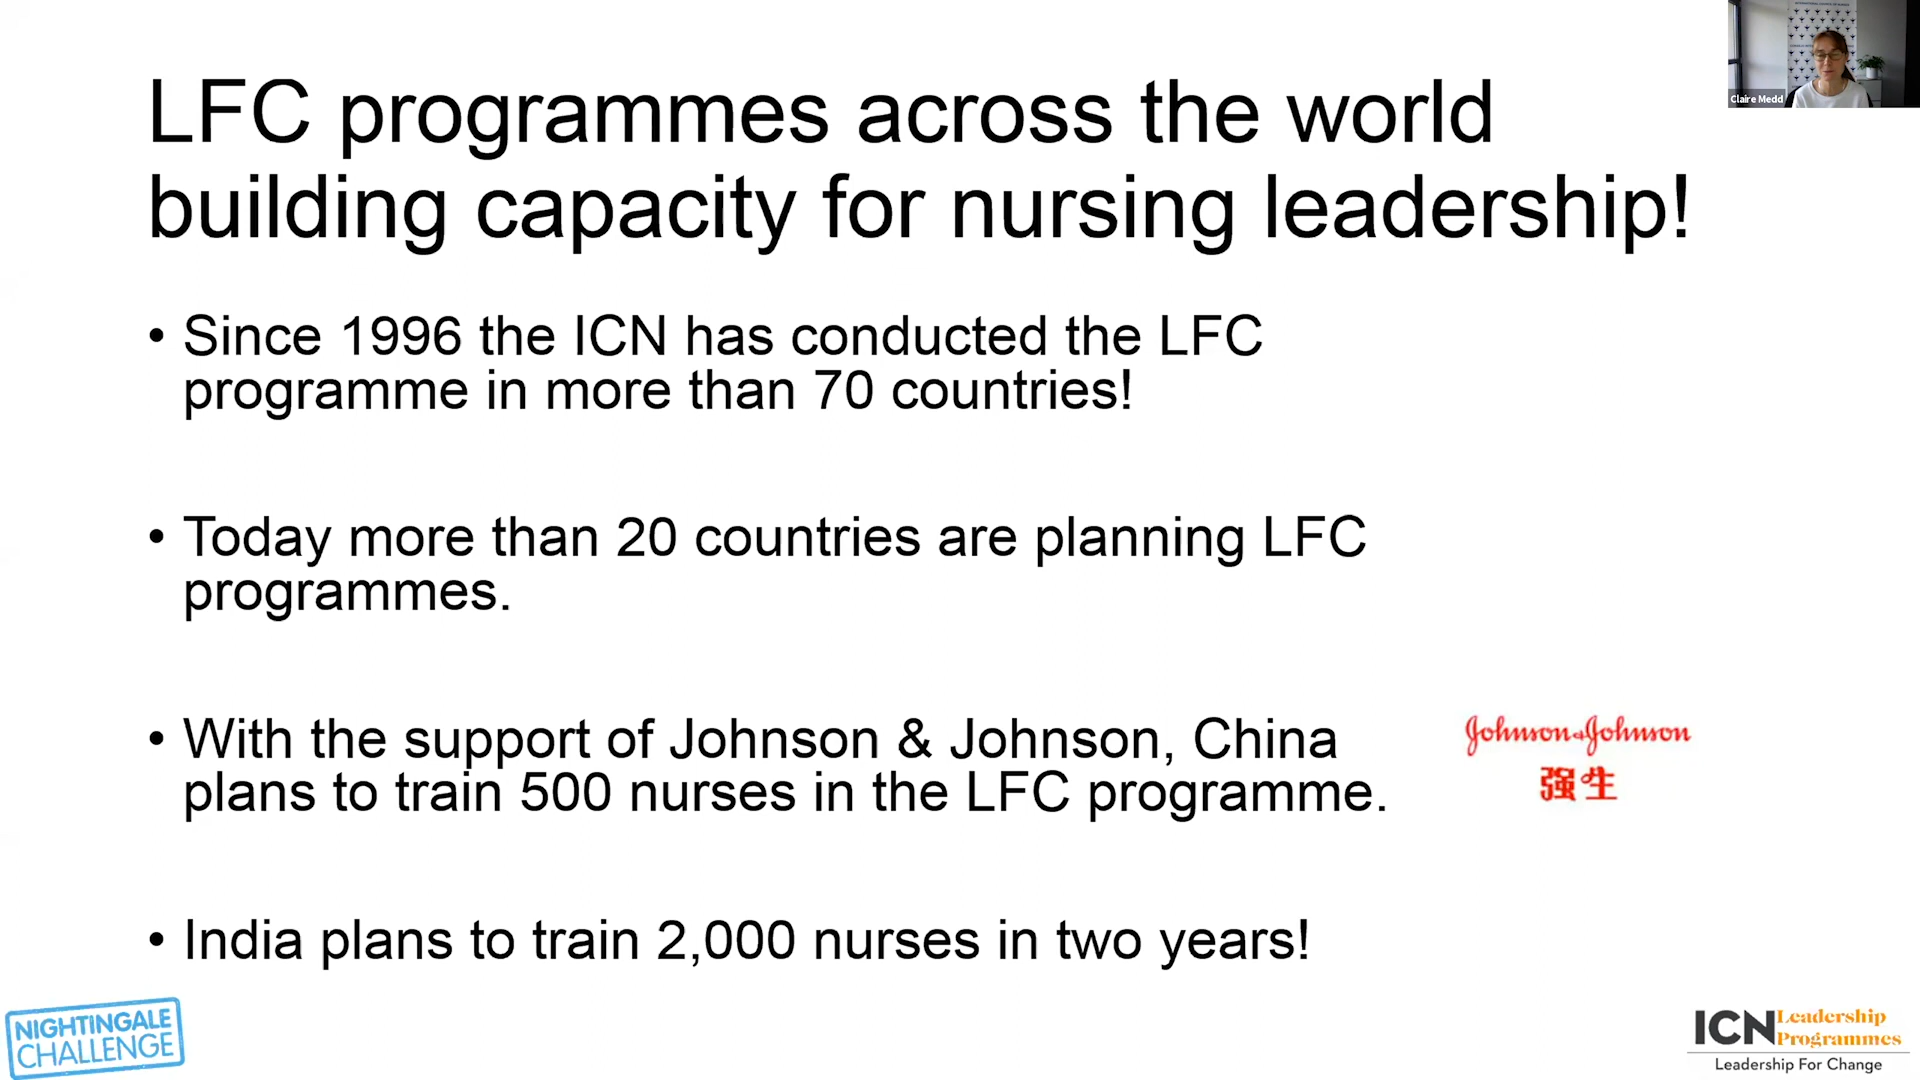 Claire Medd
LFC programmes across the world
building capacity for nursing leadership!
• Since 1996 the ICN has conducted the LFC
programme in more than 70 countries!
• Today more than 20 countries are planning LFC
programmes.
• With the support of Johnson & Johnson, China
plans to train 500 nurses in the LFC programme.
Johnson & Johnson
强生
• India plans to train 2,000 nurses in two years!
NIGHTINGALE
CHALLENGE
ICN Leadership
Programmes
Leadership For Change